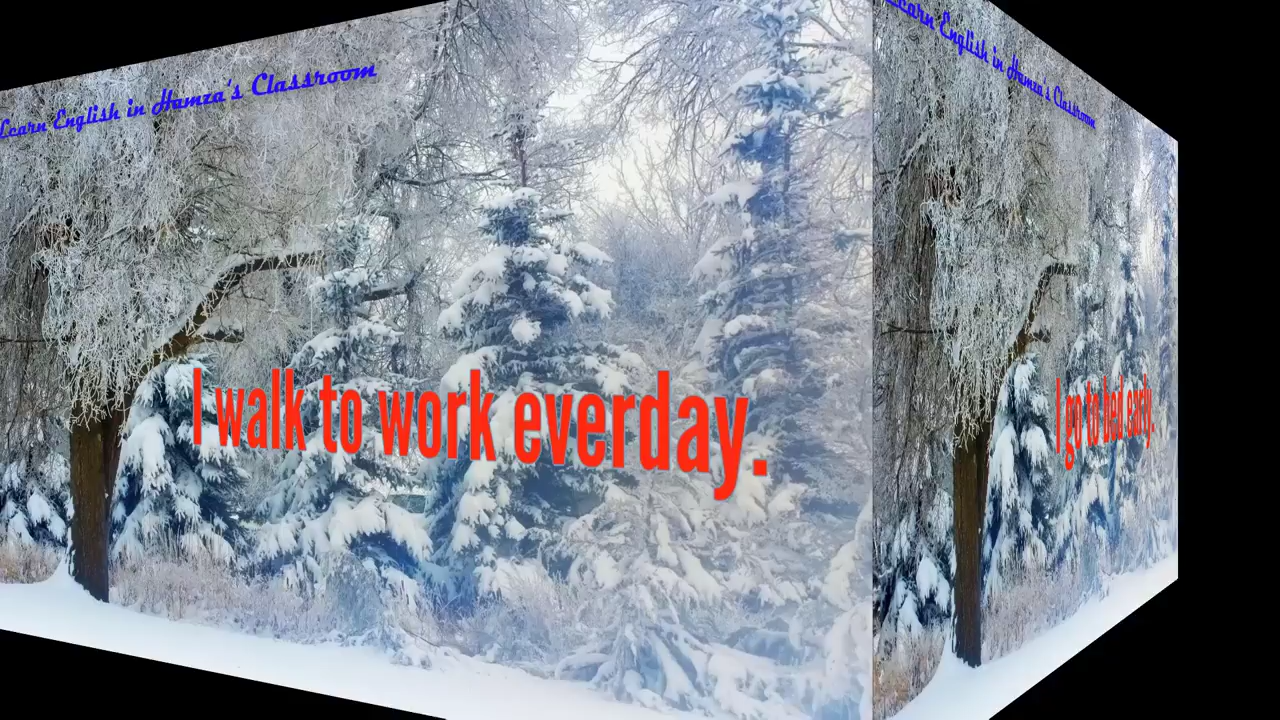 Learn English in Hamza's Classroom
I walk to work everday.
Learn English in Hamza's Classroom
I go to bed early.